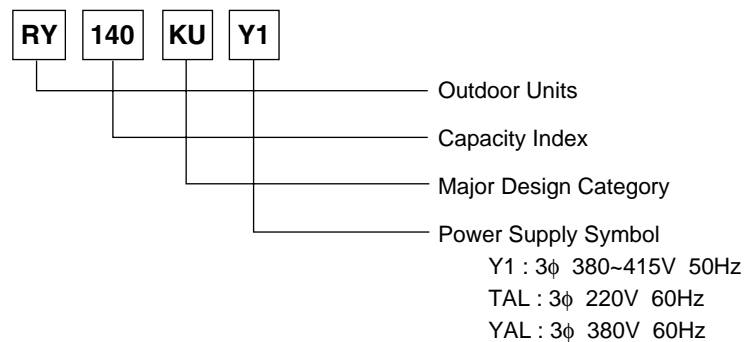 RY 140 KU Y1
Outdoor Units
Capacity Index
Major Design Category
Power Supply Symbol
Y1 : 3ϕ 380~415V 50Hz
TAL : 3ϕ 220V 60Hz
YAL : 3ϕ 380V 60Hz